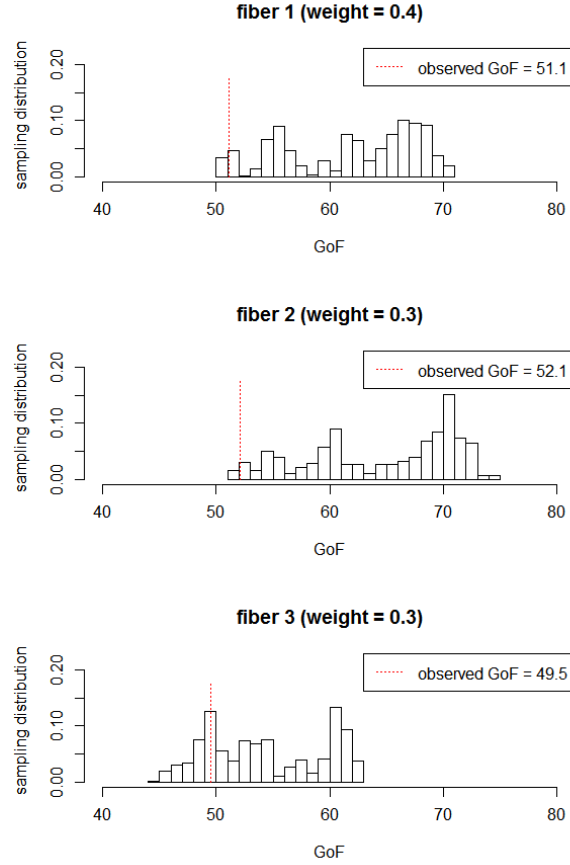 fiber 1 (weight = 0.4)
observed GoF = 51.1
sampling distribution
0.00 0.10 0.20
40 50 60 70 80
GoF
fiber 2 (weight = 0.3)
observed GoF = 52.1
sampling distribution
0.00 0.10 0.20
40 50 60 70 80
GoF
fiber 3 (weight = 0.3)
observed GoF = 49.5
sampling distribution
0.00 0.10 0.20
40 50 60 70 80
GoF